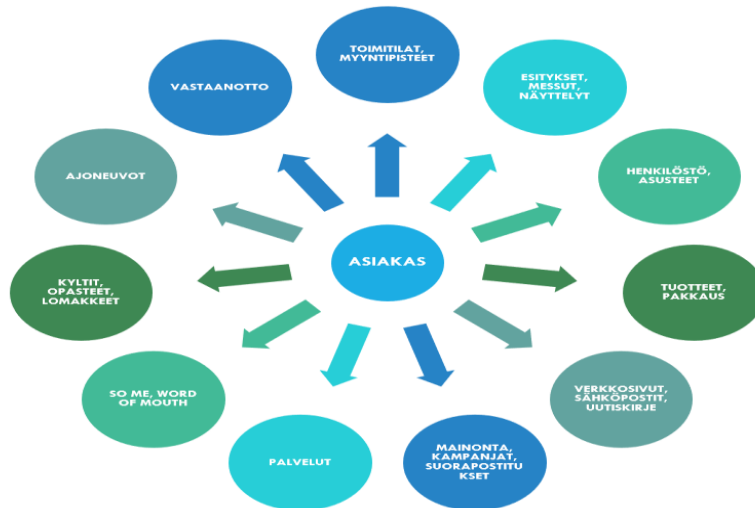 TOIMITILAT,
MYYNTIPISTEET
ESITYKSET,
MESSUT,
NÄYTTELYT
HENKILÖSTÖ,
ASUSTEET
TUOTTEET,
PAKKAUS
VERKKOSIVUT,
SÄHKÖPOSTIT,
UUTISKIRJE
MAINONTA,
KAMPANJAT,
SUORAPOSTITU
KSET
PALVELUT
SO ME, WORD
OF MOUTH
KYLTIT,
OPASTEET,
LOMAKKEET
AJONEUVOT
VASTAANOTTO
ASIAKAS